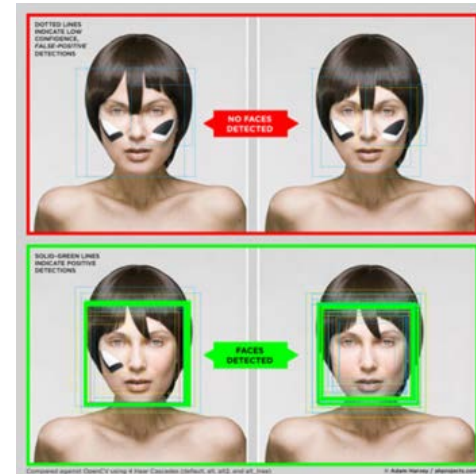 DOTTED LINES
INDICATE LOW
CONFIDENCE,
FALSE-POSITIVE
DETECTIONS
NO FACES
DETECTED
SOLID-GREEN LINES
INDICATE POSITIVE
DETECTIONS
FACES
DETECTED
Compared against OpenCV using 4 Haar Cascades (default, alt, alt2, and alt_tree)
© Adam Harvey / ahprojects.com